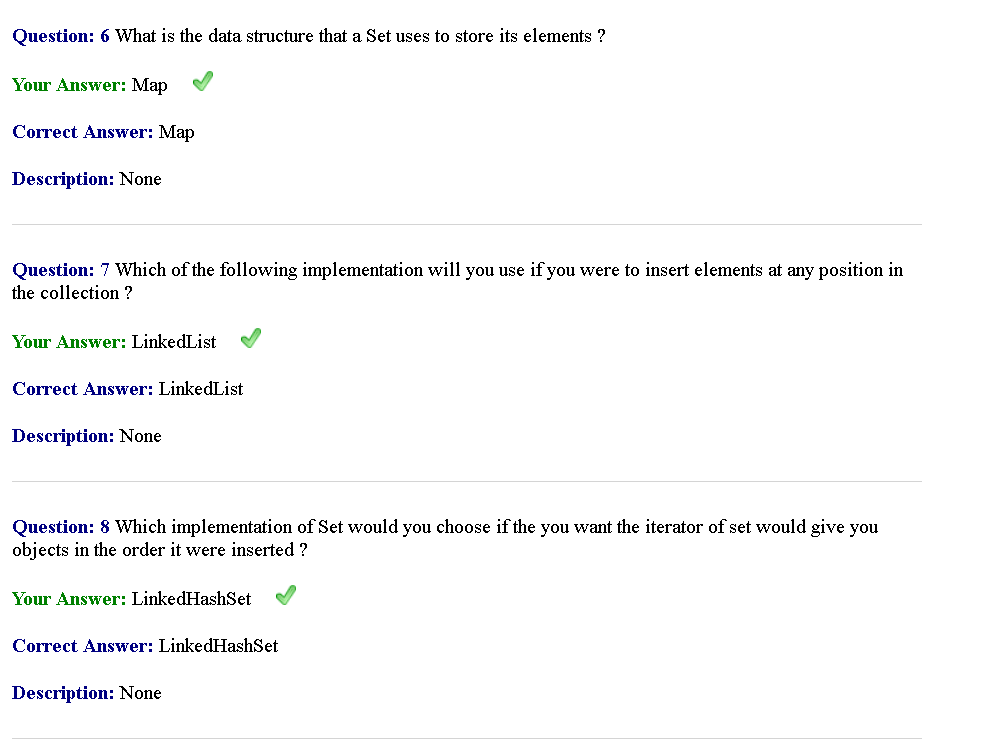 Question: 6 What is the data structure that a Set uses to store its elements ?
Your Answer: Map
Correct Answer: Map
Description: None
Question: 7 Which of the following implementation will you use if you were to insert elements at any position in
the collection ?
Your Answer: LinkedList
Correct Answer: LinkedList
Description: None
Question: 8 Which implementation of Set would you choose if the you want the iterator of set would give you
objects in the order it were inserted ?
Your Answer: LinkedHashSet
Correct Answer: LinkedHashSet
Description: None